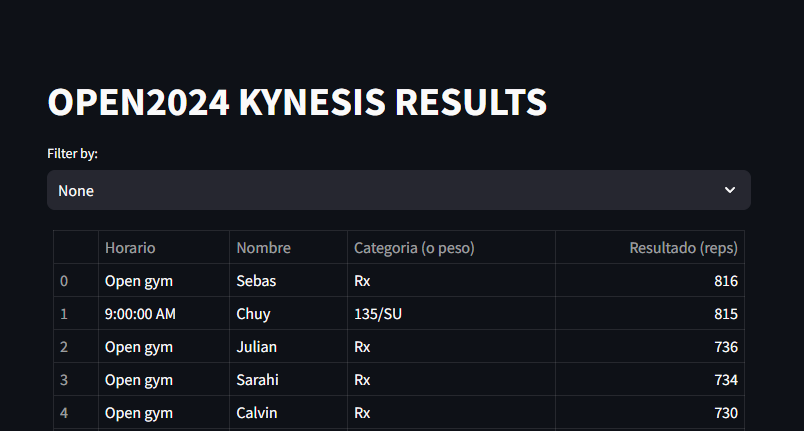 OPEN2024 KYNESIS RESULTS
Filter by:
None
Horario Nombre Categoria (o peso) Resultado (reps)
0 Open gym Sebas Rx 816
1 9:00:00 AM Chuy 135/SU 815
2 Open gym Julian Rx 736
3 Open gym Sarahi Rx 734
4 Open gym Calvin Rx 730